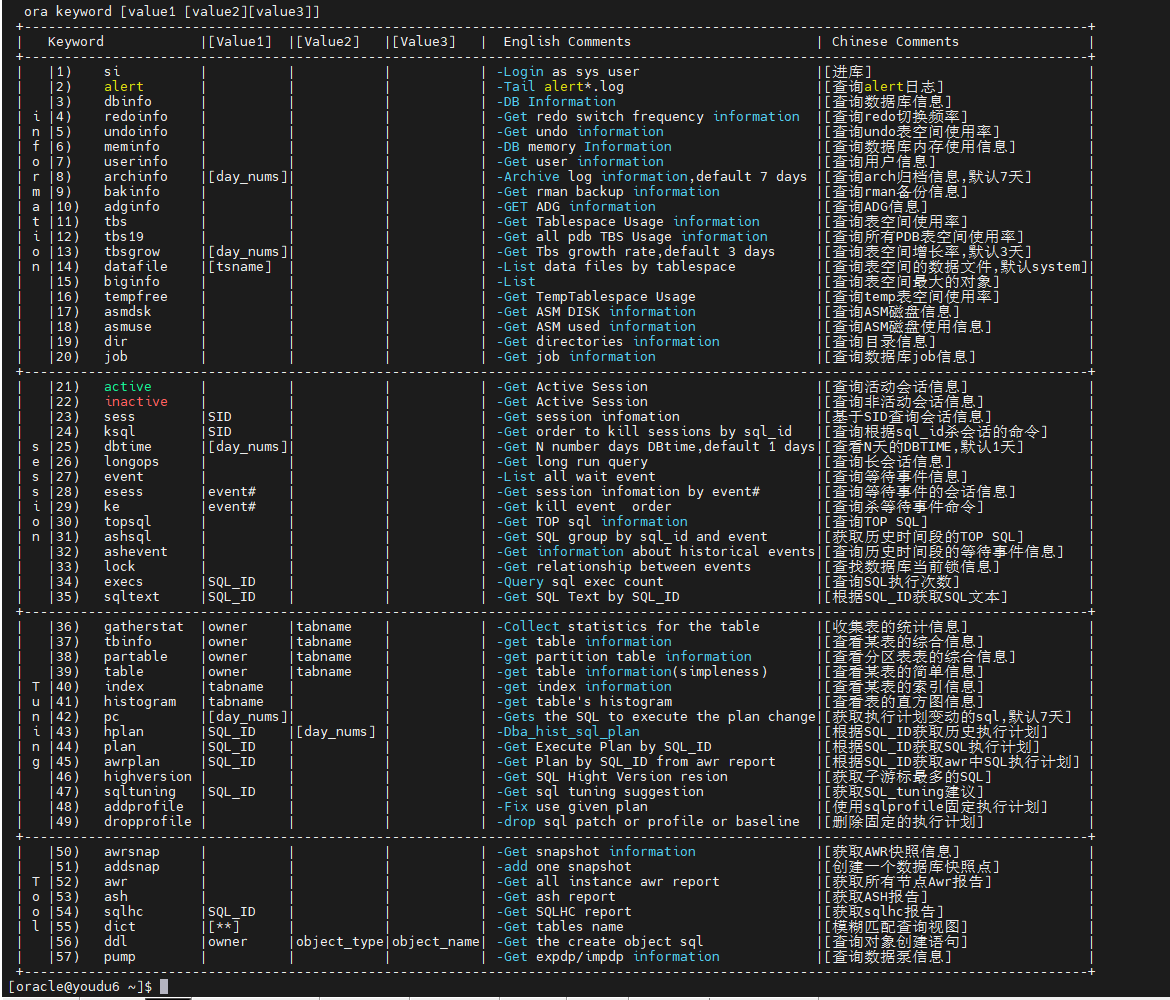 ora keyword [value1 [value2][value3]]
+-------------------------------------------------------------------------------------------------------------------------------------+
|   Keyword            |[Value1]  |[Value2]   |[Value3]   |  English Comments                       | Chinese Comments                |
+-------------------------------------------------------------------------------------------------------------------------------------+
|   |1)    si          |          |           |           | -Login as sys user                      |[进库]                           |
|   |2)    alert       |          |           |           | -Tail alert*.log                        |[查询alert日志]                  |
|   |3)    dbinfo      |          |           |           | -DB Information                         |[查询数据库信息]                 |
| i |4)    redoinfo    |          |           |           | -Get redo switch frequency information  |[查询redo切换频率]               |
| n |5)    undoinfo    |          |           |           | -Get undo information                   |[查询undo表空间使用率]           |
| f |6)    meminfo     |          |           |           | -DB memory Information                  |[查询数据库内存使用信息]         |
| o |7)    userinfo    |          |           |           | -Get user information                   |[查询用户信息]                   |
| r |8)    archinfo    |[day_nums]|           |           | -Archive log information,default 7 days |[查询arch归档信息,默认7天]       |
| m |9)    bakinfo     |          |           |           | -Get rman backup information            |[查询rman备份信息]               |
| a |10)   adginfo     |          |           |           | -GET ADG information                    |[查询ADG信息]                    |
| t |11)   tbs         |          |           |           | -Get Tablespace Usage information       |[查询表空间使用率]               |
| i |12)   tbs19       |          |           |           | -Get all pdb TBS Usage information      |[查询所有PDB表空间使用率]        |
| o |13)   tbsgrow     |[day_nums]|           |           | -Get Tbs growth rate,default 3 days     |[查询表空间增长率,默认3天]       |
| n |14)   datafile    |[tsname]  |           |           | -List data files by tablespace          |[查询表空间的数据文件,默认system]|
|   |15)   biginfo     |          |           |           | -List                                   |[查询表空间最大的对象]           |
|   |16)   tempfree    |          |           |           | -Get TempTablespace Usage               |[查询temp表空间使用率]           |
|   |17)   asmdsk      |          |           |           | -Get ASM DISK information               |[查询ASM磁盘信息]                |
|   |18)   asmuse      |          |           |           | -Get ASM used information               |[查询ASM磁盘使用信息]            |
|   |19)   dir         |          |           |           | -Get directories information            |[查询目录信息]                   |
|   |20)   job         |          |           |           | -Get job information                    |[查询数据库job信息]              |
+-------------------------------------------------------------------------------------------------------------------------------------+
|   |21)   active      |          |           |           | -Get Active Session                     |[查询活动会话信息]               |
|   |22)   inactive    |          |           |           | -Get Active Session                     |[查询非活动会话信息]             |
|   |23)   sess        |SID       |           |           | -Get session infomation                 |[基于SID查询会话信息]            |
|   |24)   ksql        |SID       |           |           | -Get order to kill sessions by sql_id   |[查询根据sql_id杀会话的命令]     |
| s |25)   dbtime      |[day_nums]|           |           | -Get N number days DBtime,default 1 days|[查看N天的DBTIME,默认1天]        |
| e |26)   longops     |          |           |           | -Get long run query                     |[查询长会话信息]                 |
| s |27)   event       |          |           |           | -List all wait event                    |[查询等待事件信息]               |
| s |28)   esess       |event#    |           |           | -Get session infomation by event#       |[查询等待事件的会话信息]         |
| i |29)   ke          |event#    |           |           | -Get kill event  order                  |[查询杀等待事件命令]             |
| o |30)   topsql      |          |           |           | -Get TOP sql information                |[查询TOP SQL]                    |
| n |31)   ashsql      |          |           |           | -Get SQL group by sql_id and event      |[获取历史时间段的TOP SQL]        |
|   |32)   ashevent    |          |           |           | -Get information about historical events|[查询历史时间段的等待事件信息]   |
|   |33)   lock        |          |           |           | -Get relationship between events        |[查找数据库当前锁信息]           |
|   |34)   execs       |SQL_ID    |           |           | -Query sql exec count                   |[查询SQL执行次数]                |
|   |35)   sqltext     |SQL_ID    |           |           | -Get SQL Text by SQL_ID                 |[根据SQL_ID获取SQL文本]          |
+-------------------------------------------------------------------------------------------------------------------------------------+
|   |36)   gatherstat  |owner     |tabname    |           | -Collect statistics for the table       |[收集表的统计信息]               |
|   |37)   tbinfo      |owner     |tabname    |           | -get table information                  |[查看某表的综合信息]             |
|   |38)   partable    |owner     |tabname    |           | -get partition table information        |[查看分区表表的综合信息]         |
|   |39)   table       |owner     |tabname    |           | -get table information(simpleness)      |[查看某表的简单信息]             |
| T |40)   index       |tabname   |           |           | -get index information                  |[查看某表的索引信息]             |
| u |41)   histogram   |tabname   |           |           | -get table's histogram                  |[查看表的直方图信息]             |
| n |42)   pc          |[day_nums]|           |           | -Gets the SQL to execute the plan change|[获取执行计划变动的sql,默认7天]  |
| i |43)   hplan       |SQL_ID    |[day_nums] |           | -Dba_hist_sql_plan                      |[根据SQL_ID获取历史执行计划]     |
| n |44)   plan        |SQL_ID    |           |           | -Get Execute Plan by SQL_ID             |[根据SQL_ID获取SQL执行计划]      |
| g |45)   awrplan     |SQL_ID    |           |           | -Get Plan by SQL_ID from awr report     |[根据SQL_ID获取awr中SQL执行计划] |
|   |46)   highversion |          |           |           | -Get SQL Hight Version resion           |[获取子游标最多的SQL]            |
|   |47)   sqltuning   |SQL_ID    |           |           | -Get sql tuning suggestion              |[获取SQL_tuning建议]             |
|   |48)   addprofile  |          |           |           | -Fix use given plan                     |[使用sqlprofile固定执行计划]     |
|   |49)   dropprofile |          |           |           | -drop sql patch or profile or baseline  |[删除固定的执行计划]             |
+-------------------------------------------------------------------------------------------------------------------------------------+
|   |50)   awrsnap     |          |           |           | -Get snapshot information               |[获取AWR快照信息]                |
|   |51)   addsnap     |          |           |           | -add one snapshot                       |[创建一个数据库快照点]           |
| T |52)   awr         |          |           |           | -Get all instance awr report            |[获取所有节点Awr报告]            |
| o |53)   ash         |          |           |           | -Get ash report                         |[获取ASH报告]                    |
| o |54)   sqlhc       |SQL_ID    |           |           | -Get SQLHC report                       |[获取sqlhc报告]                  |
| l |55)   dict        |[**]      |           |           | -Get tables name                        |[模糊匹配查询视图]               |
|   |56)   ddl         |owner     |object_type|object_name| -Get the create object sql              |[查询对象创建语句]               |
|   |57)   pump        |          |           |           | -Get expdp/impdp information            |[查询数据泵信息]                 |
+-------------------------------------------------------------------------------------------------------------------------------------+
[oracle@youdu6 ~]$